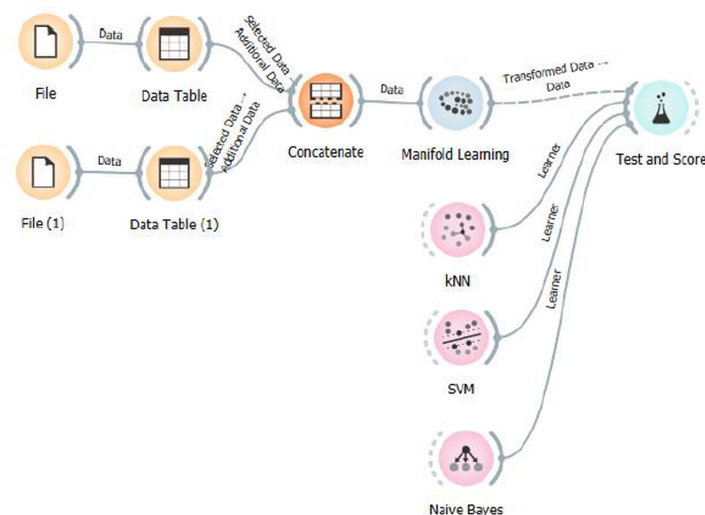 Data
Selected Data →
Additional Data
File
Data Table
Data
Transformed Data →
Data
Concatenate
Manifold Learning
Test and Score
Data
Selected Data →
Additional Data
File (1)
Data Table (1)
Learner
kNN
Learner
SVM
Learner
Naive Bayes